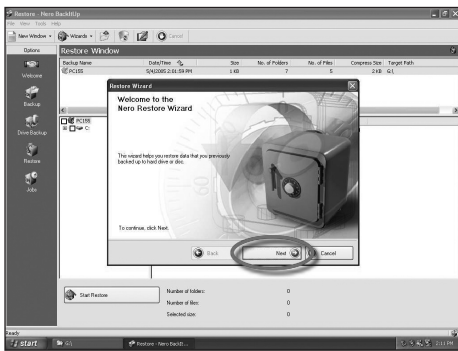 Restore - Nero BackItUp
File View Tools Help
New Window Wizards Cancel
Options
Welcome
Backup
Drive Backup
Restore
Jobs
Restore Window
Backup Name Date/Time Size No. of Folders No. of Files Compress Size Target Path
PC155 5/4/2005 2:01:59 PM 1 KB 7 5 2 KB G:\
PC155
C:
Restore Wizard
Welcome to the
Nero Restore Wizard
This wizard helps you restore data that you previously
backed up to hard drive or disc.
To continue, click Next.
Back Next Cancel
Start Restore
Number of folders: 0
Number of files: 0
Selected size: 0
Ready
start G:\ Restore - Nero BackIt... 2:11 PM